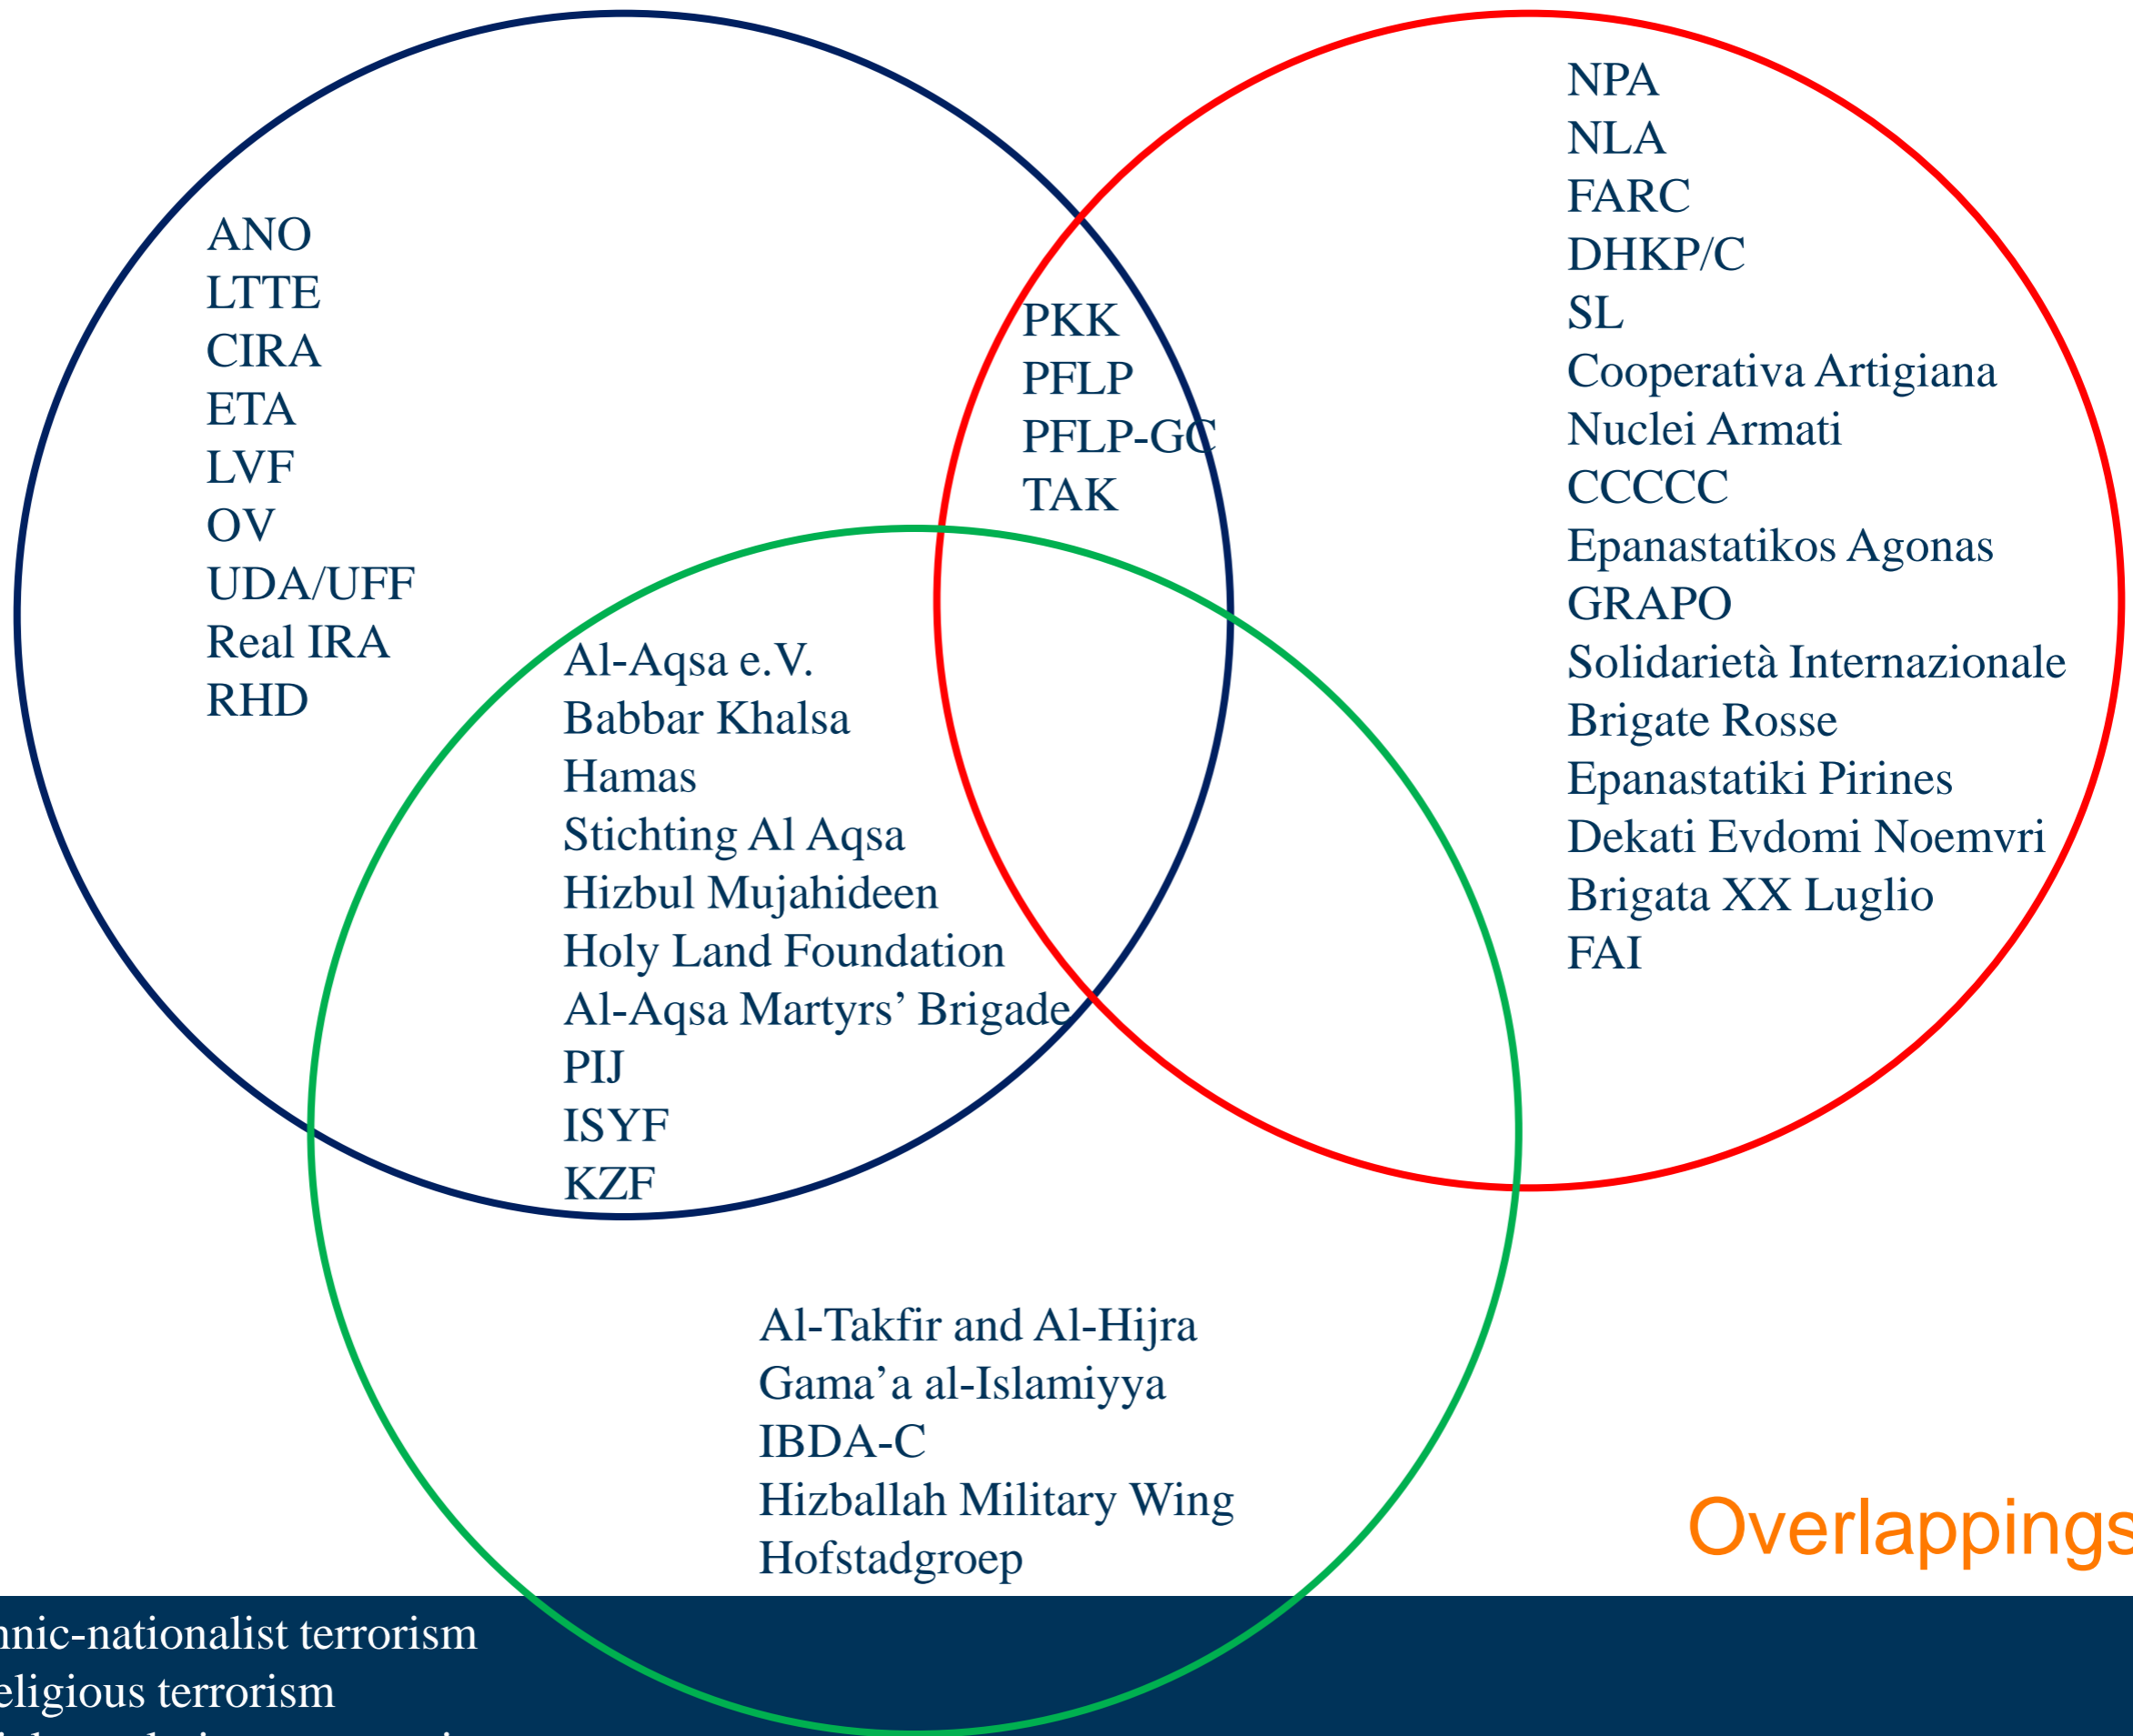 ANO
LTTE
CIRA
ETA
LVF
OV
UDA/UFF
Real IRA
RHD
PKK
PFLP
PFLP-GC
TAK
NPA
NLA
FARC
DHKP/C
SL
Cooperativa Artigiana
Nuclei Armati
CCCCC
Epanastatikos Agonas
GRAPO
Solidarietà Internazionale
Brigate Rosse
Epanastatiki Pirines
Dekati Evdomi Noemvri
Brigata XX Luglio
FAI
Al-Aqsa e.V.
Babbar Khalsa
Hamas
Stichting Al Aqsa
Hizbul Mujahideen
Holy Land Foundation
Al-Aqsa Martyrs’ Brigade
PIJ
ISYF
KZF
Al-Takfir and Al-Hijra
Gama’a al-Islamiyya
IBDA-C
Hizballah Military Wing
Hofstadgroep
Overlappings
hnic-nationalist terrorism
eligious terrorism